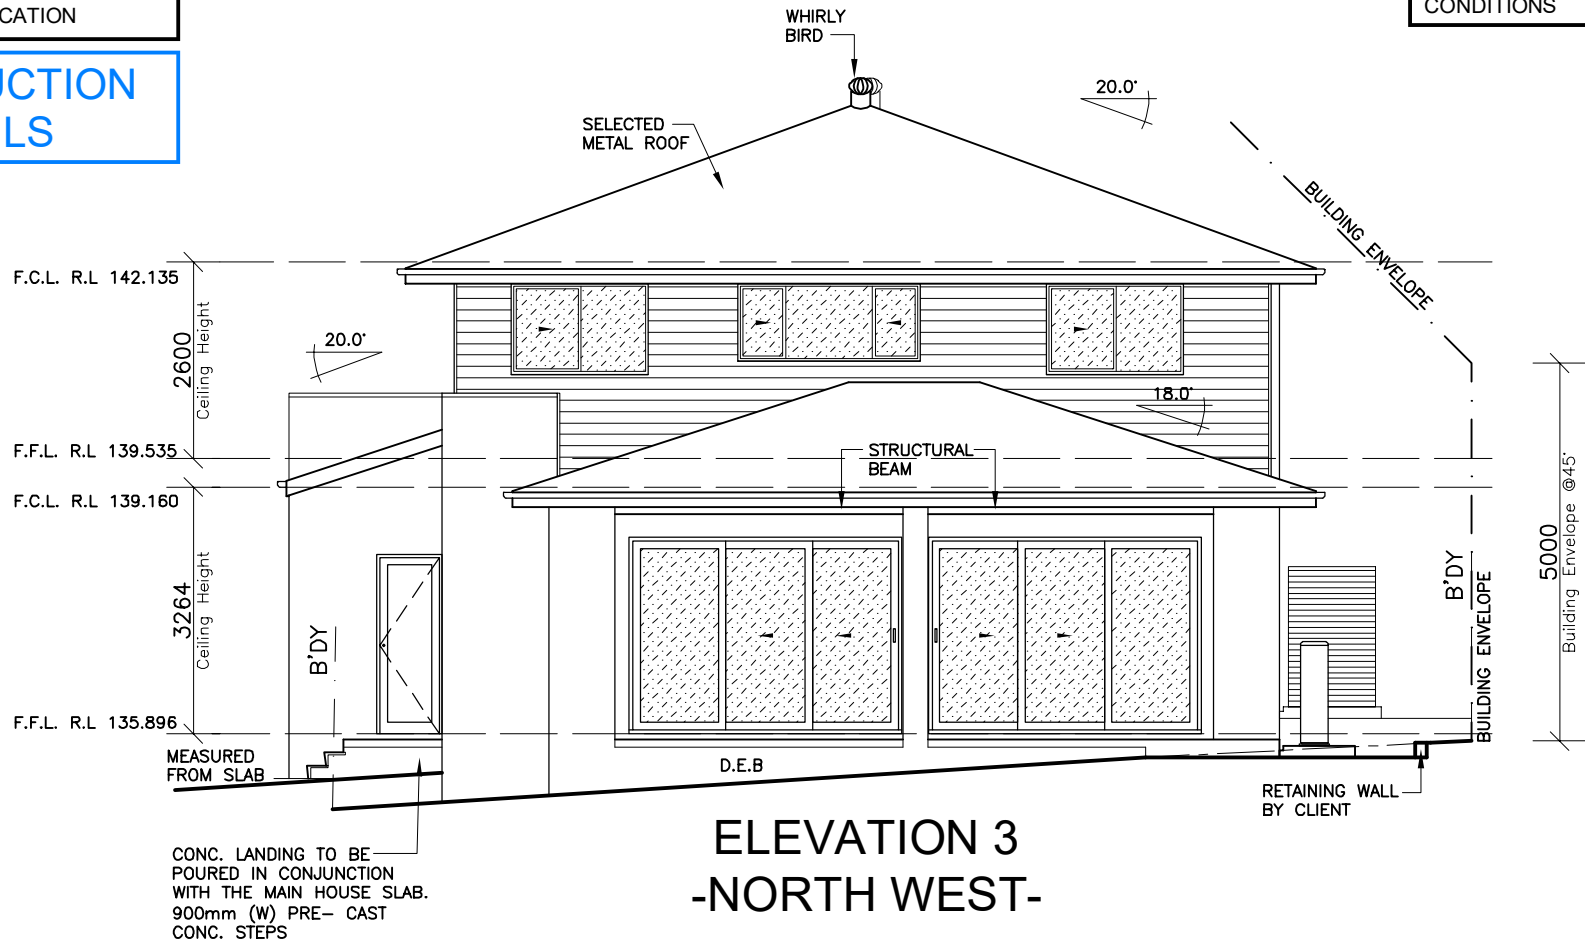 CATION
UCTION
LS
CONDITIONS
WHIRLY
BIRD
20.0°
SELECTED
METAL ROOF
BUILDING ENVELOPE
F.C.L. R.L 142.135
2600
Ceiling Height
20.0°
18.0°
F.F.L. R.L 139.535
STRUCTURAL
BEAM
F.C.L. R.L 139.160
3264
Ceiling Height
B'DY
5000
Building Envelope @45°
B'DY
BUILDING ENVELOPE
F.F.L. R.L 135.896
MEASURED
FROM SLAB
D.E.B
RETAINING WALL
BY CLIENT
CONC. LANDING TO BE
POURED IN CONJUNCTION
WITH THE MAIN HOUSE SLAB.
900mm (W) PRE- CAST
CONC. STEPS
ELEVATION 3
-NORTH WEST-